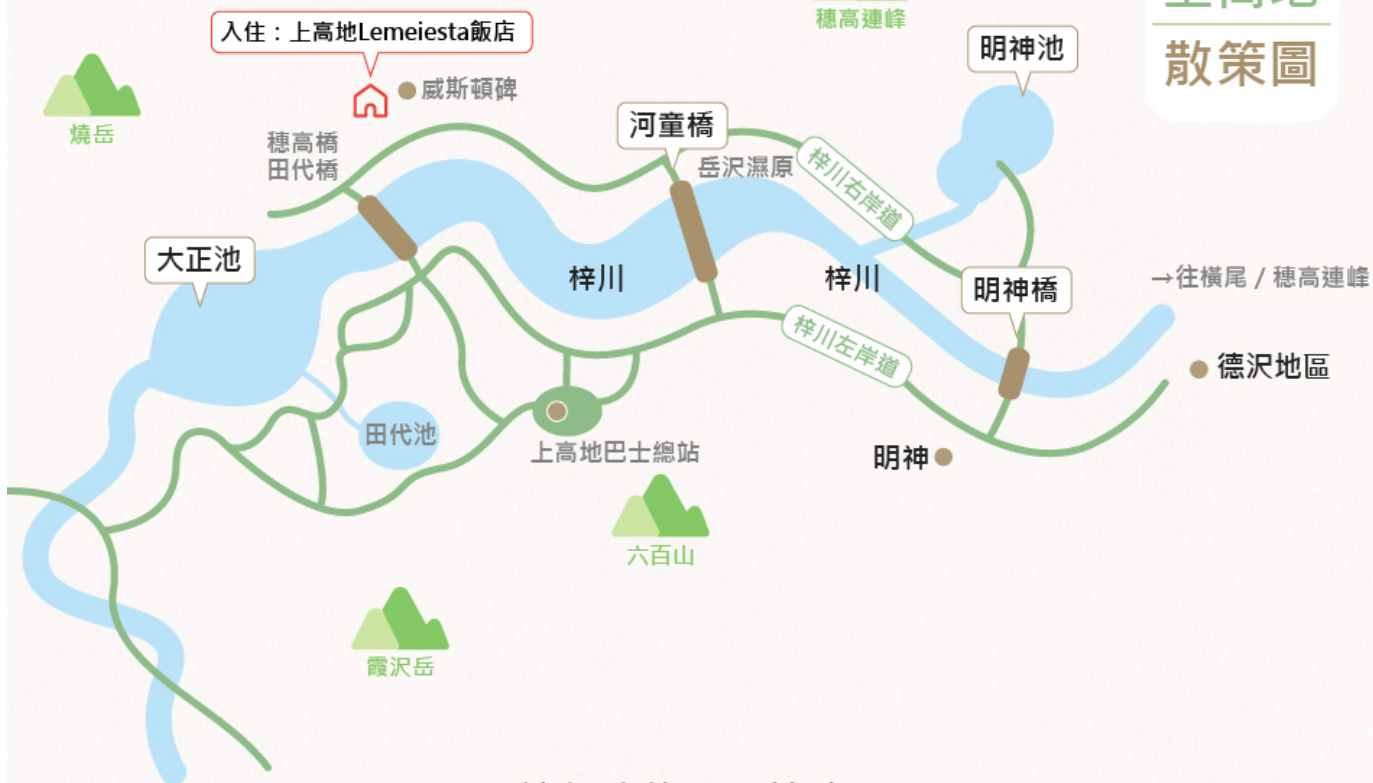 上高地
散策圖
穗高連峰
入住：上高地Lemeiesta飯店
明神池
威斯頓碑
燒岳
河童橋
穗高橋
田代橋
岳沢濕原
梓川右岸道
大正池
梓川
梓川
明神橋
→往橫尾 / 穗高連峰
梓川左岸道
德沢地區
田代池
上高地巴士總站
明神
六百山
霞沢岳